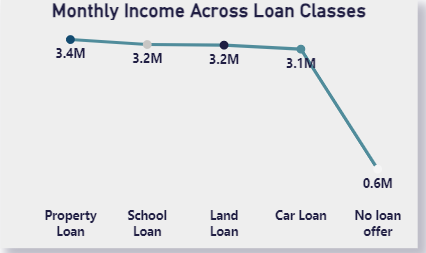 Monthly Income Across Loan Classes
3.4M
3.2M
3.2M
3.1M
0.6M
Property
Loan
School
Loan
Land
Loan
Car Loan
No loan
offer